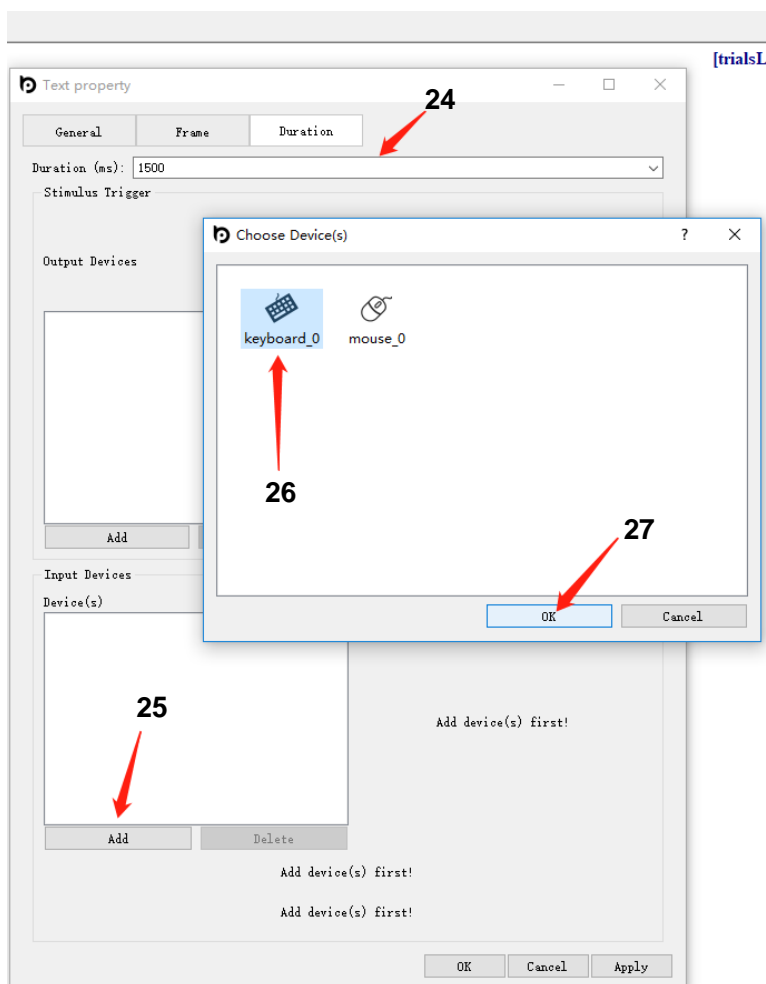 [trialsL
Text property
24
General Frame Duration
Duration (ms): 1500
Stimulus Trigger
Choose Device(s) ?
Output Devices
keyboard_0 mouse_0
26
27
Add
Input Devices
Device(s)
OK Cancel
25
Add device(s) first!
Add Delete
Add device(s) first!
Add device(s) first!
OK Cancel Apply